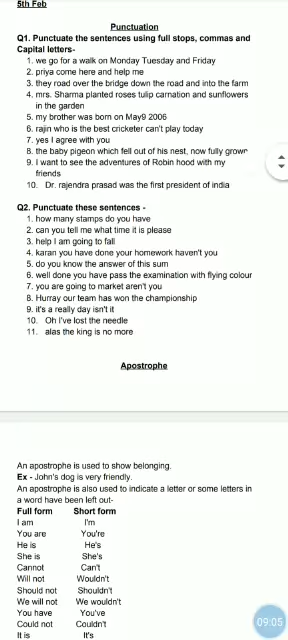 5th Feb
Punctuation
Q1. Punctuate the sentences using full stops, commas and
Capital letters-
1. we go for a walk on Monday Tuesday and Friday
2. priya come here and help me
3. they road over the bridge down the road and into the farm
4. mrs. Sharma planted roses tulip carnation and sunflowers
in the garden
5. my brother was born on May9 2006
6. rajin who is the best cricketer can't play today
7. yes I agree with you
8. the baby pigeon which fell out of his nest, now fully grown
9. I want to see the adventures of Robin hood with my
friends
10. Dr. rajendra prasad was the first president of india
Q2. Punctuate these sentences -
1. how many stamps do you have
2. can you tell me what time it is please
3. help I am going to fall
4. karan you have done your homework haven't you
5. do you know the answer of this sum
6. well done you have pass the examination with flying colour
7. you are going to market aren't you
8. Hurray our team has won the championship
9. it's a really day isn't it
10. Oh I've lost the needle
11. alas the king is no more
Apostrophe
An apostrophe is used to show belonging.
Ex - John's dog is very friendly.
An apostrophe is also used to indicate a letter or some letters in
a word have been left out-
Full form Short form
I am I'm
You are You're
He is He's
She is She's
Cannot Can't
Will not Wouldn't
Should not Shouldn't
We will not We wouldn't
You have You've
Could not Couldn't
It is It's
09:05